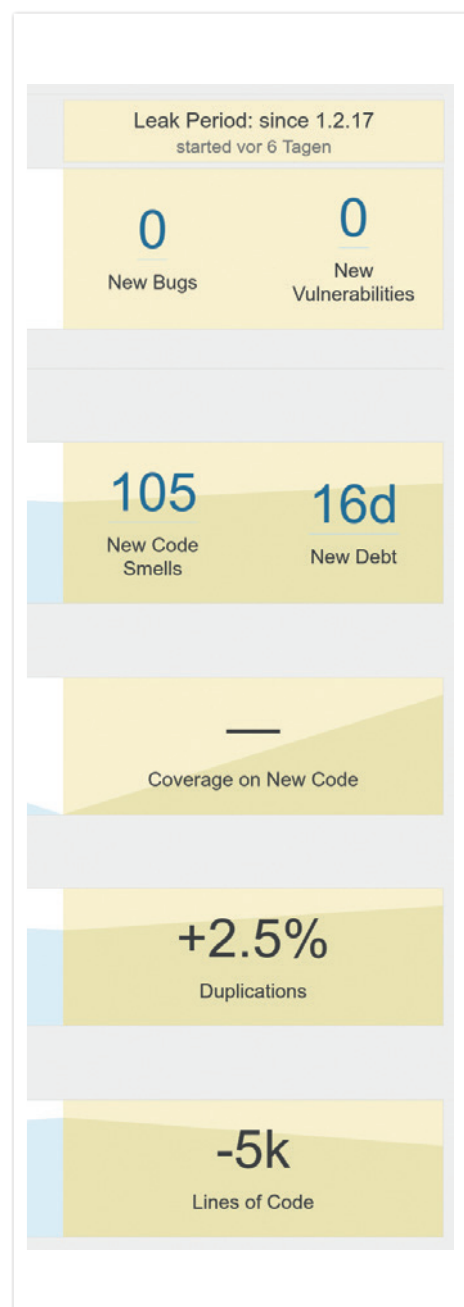 Leak Period: since 1.2.17
started vor 6 Tagen
0
New Bugs
0
New
Vulnerabilities
105
New Code
Smells
16d
New Debt
—
Coverage on New Code
+2.5%
Duplications
-5k
Lines of Code